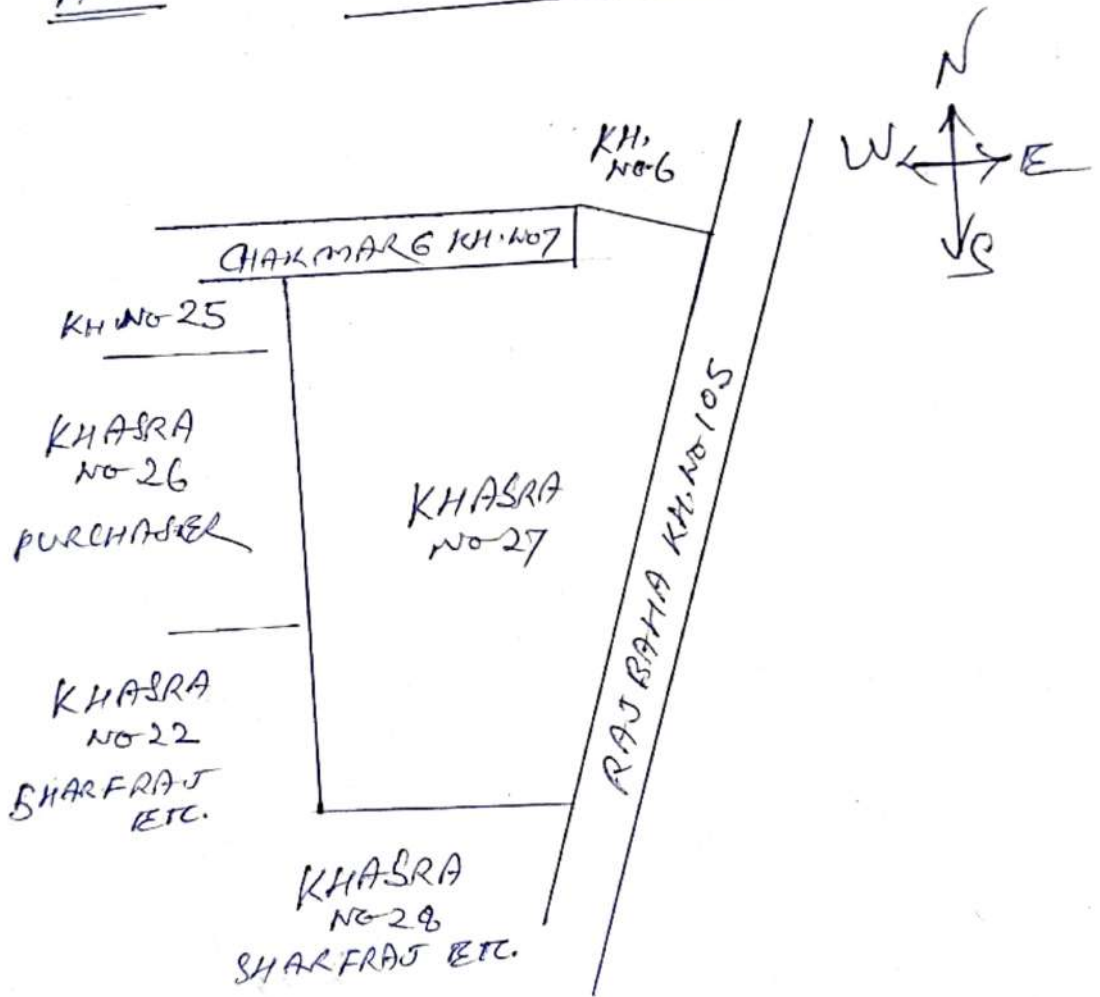 N
W E
S
KH.
NO-6
CHAKMARG KH.NO7
KH NO-25
KHASRA
NO-26
PURCHASER
KHASRA
NO-27
RAJBAHA KH.NO-105
KHASRA
NO-22
SHARFRAJ
ETC.
KHASRA
NO-28
SHARFRAJ ETC.